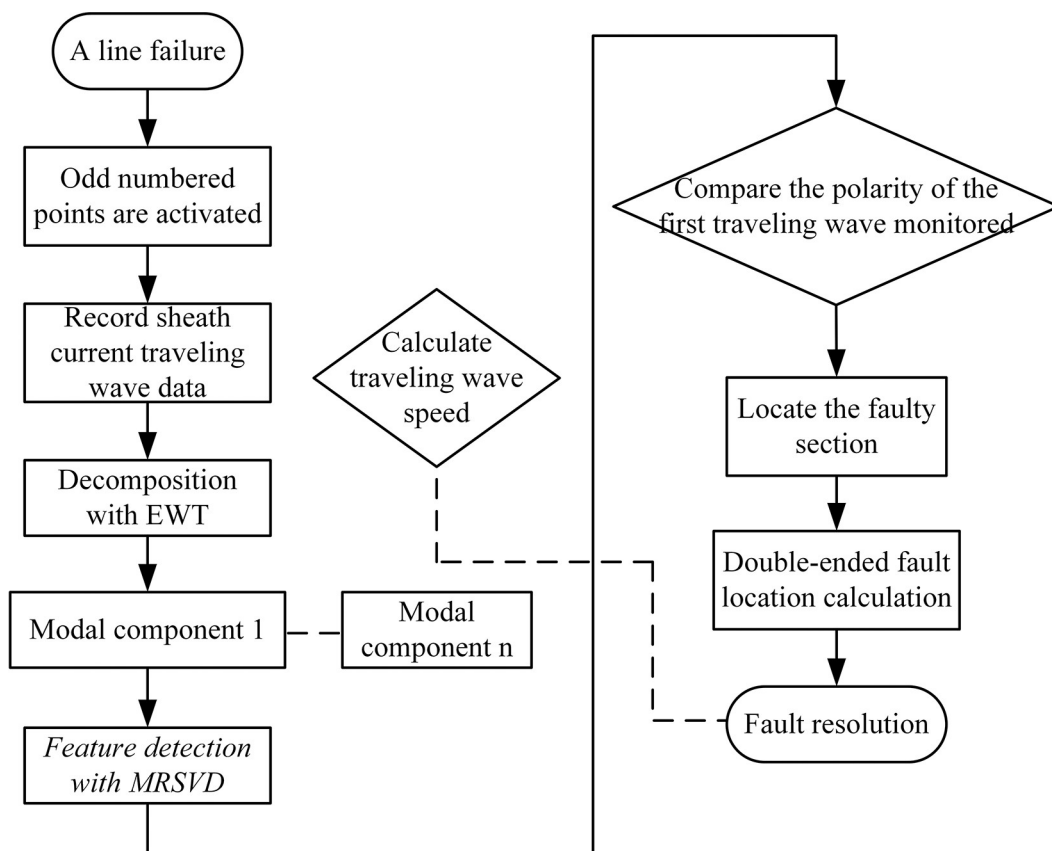 A line failure
Odd numbered
points are activated
Record sheath
current traveling
wave data
Decomposition
with EWT
Modal component 1
Modal
component n
Feature detection
with MRSVD
Calculate
traveling wave
speed
Compare the polarity of the
first traveling wave monitored
Locate the faulty
section
Double-ended fault
location calculation
Fault resolution